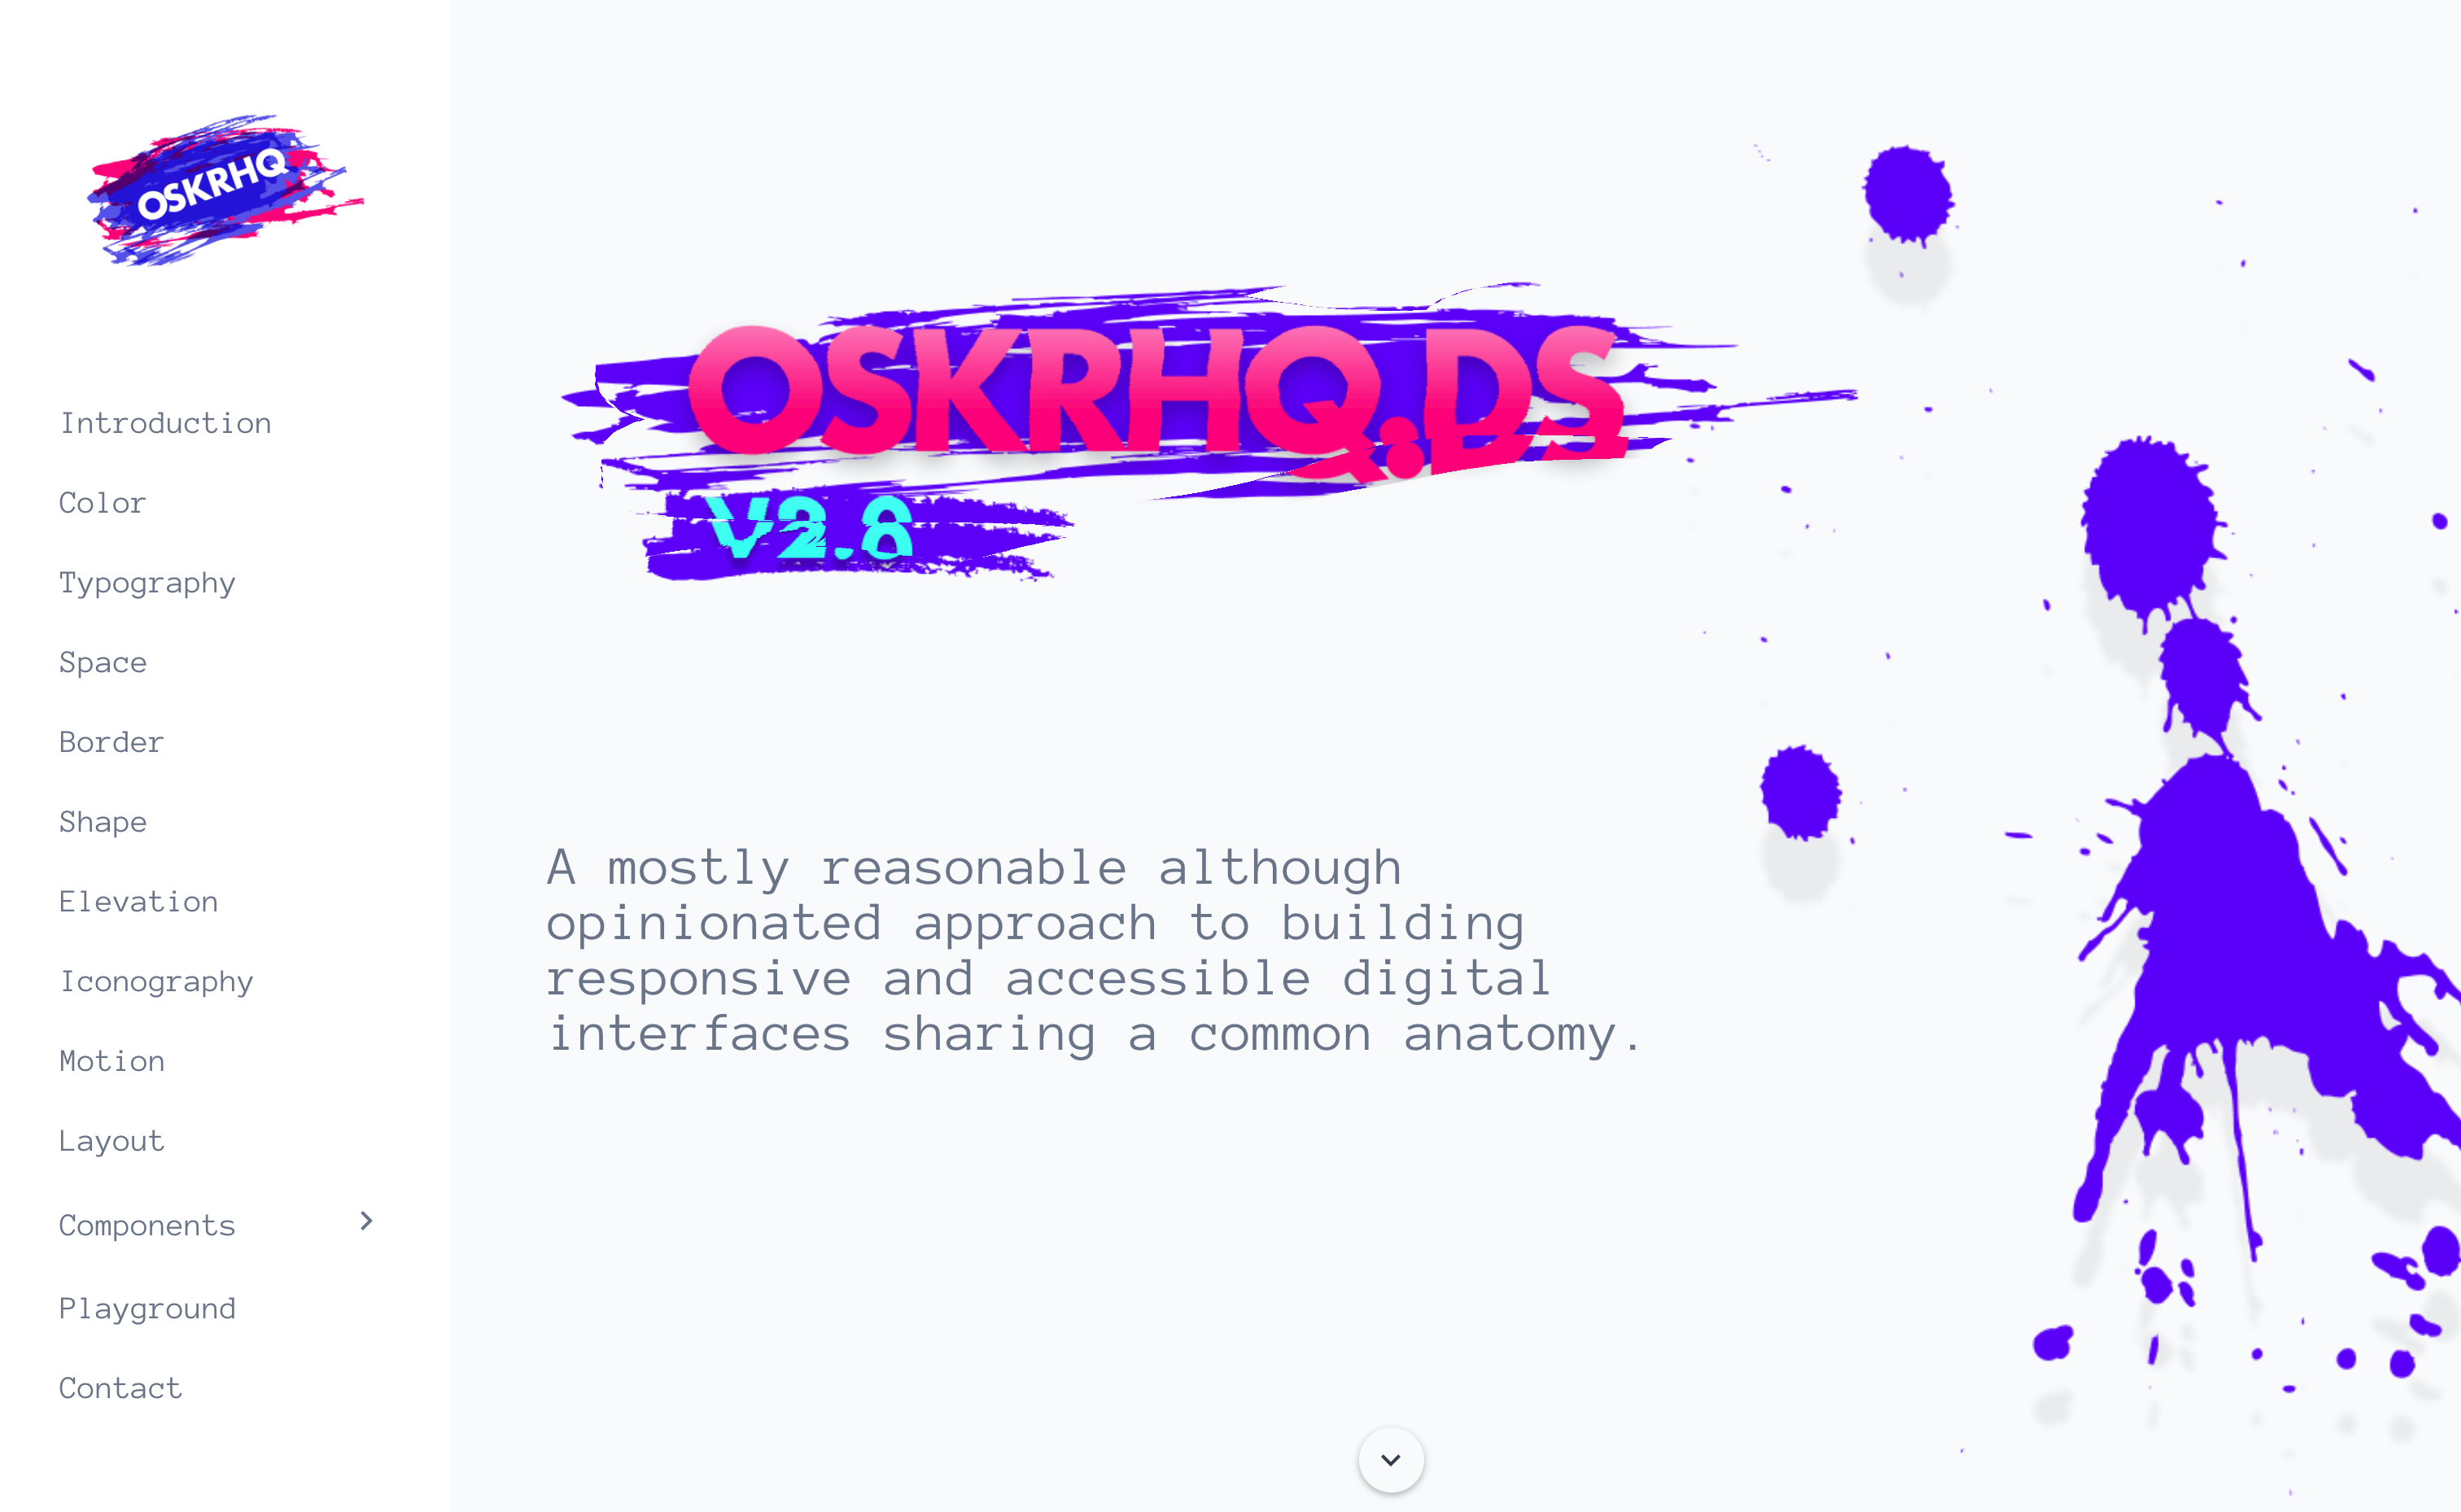 OSKRHQ
Introduction
Color
Typography
Space
Border
Shape
Elevation
Iconography
Motion
Layout
Components
Playground
Contact
OSKRHQ.DS
V2.6
A mostly reasonable although
opinionated approach to building
responsive and accessible digital
interfaces sharing a common anatomy.